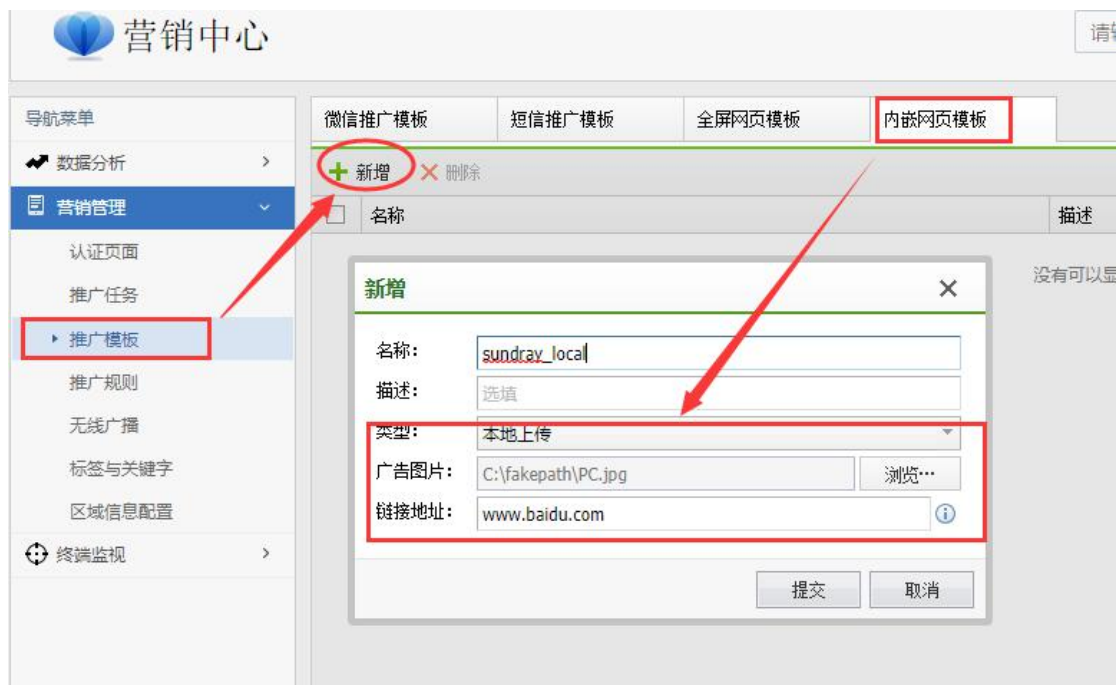 营销中心
请输
导航菜单
数据分析
营销管理
认证页面
推广任务
推广模板
推广规则
无线广播
标签与关键字
区域信息配置
终端监视
微信推广模板 短信推广模板 全屏网页模板 内嵌网页模板
新增 删除
名称 描述
没有可以显
新增
名称： sundray_local
描述： 选填
类型： 本地上传
广告图片： C:\fakepath\PC.jpg 浏览…
链接地址： www.baidu.com
提交 取消